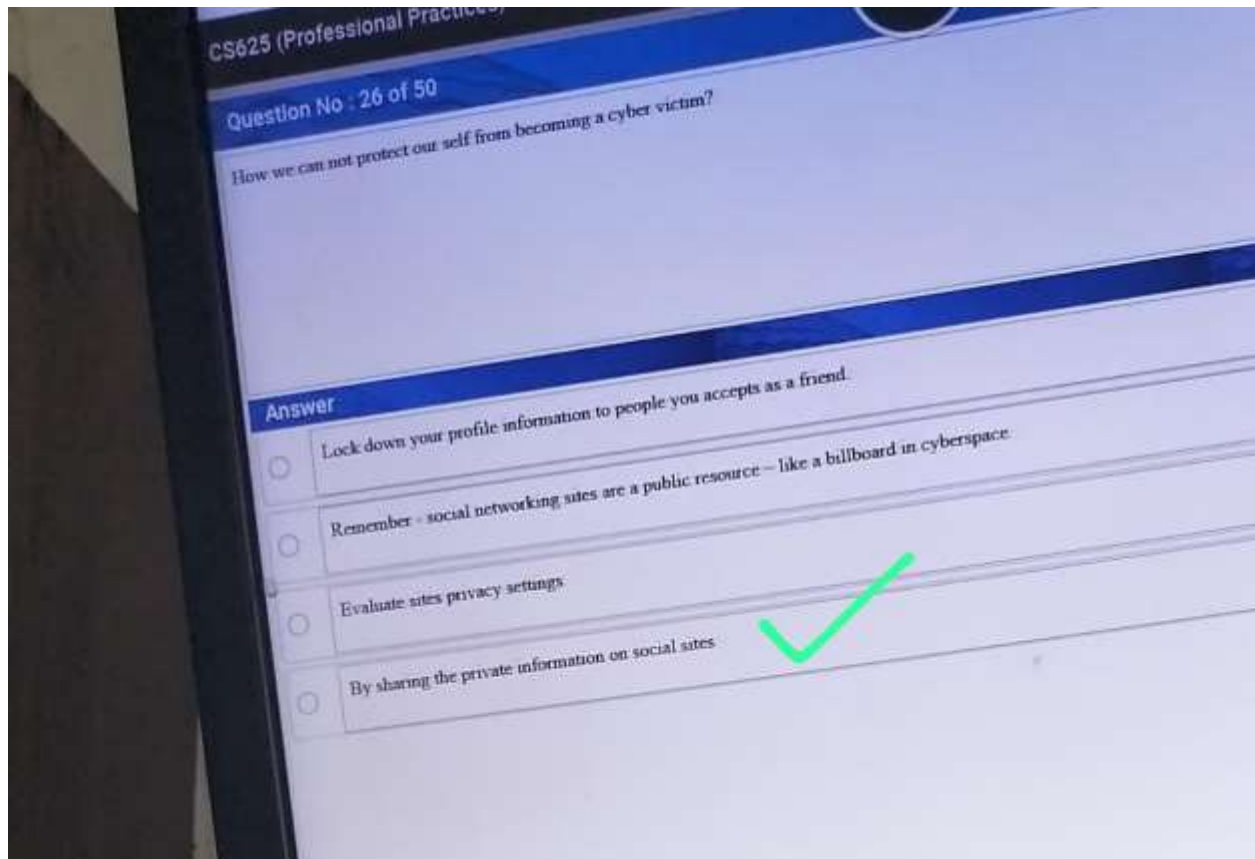 CS625 (Professional Practices)
Question No : 26 of 50
How we can not protect our self from becoming a cyber victim?
Answer
Lock down your profile information to people you accepts as a friend.
Remember - social networking sites are a public resource – like a billboard in cyberspace.
Evaluate sites privacy settings
By sharing the private information on social sites